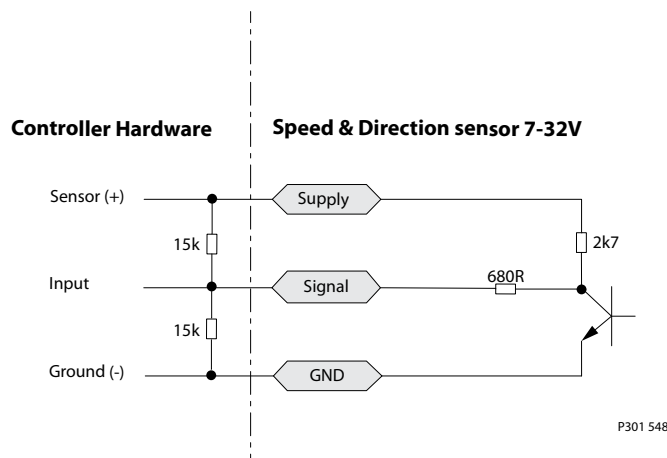 Controller Hardware
Speed & Direction sensor 7-32V
Sensor (+)
Supply
15k
2k7
680R
Input
Signal
15k
Ground (-)
GND
P301 548